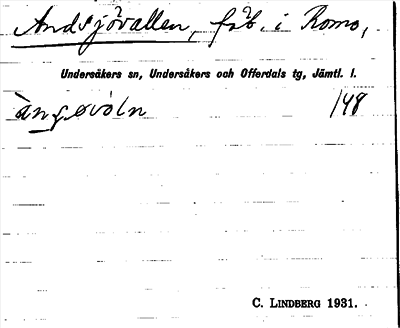 Andsjövallen, fäb. i Romo,
Undersåkers sn, Undersåkers och Offerdals tg, Jämtl. l.
148
C. LINDBERG 1931.